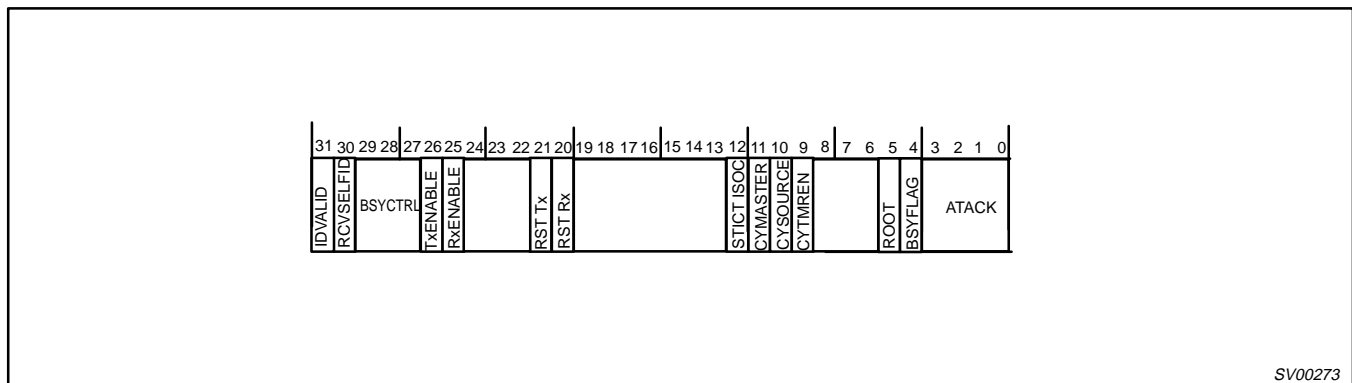 31 30 29 28 27 26 25 24 23 22 21 20 19 18 17 16 15 14 13 12 11 10 9 8 7 6 5 4 3 2 1 0
IDVALID
RCVSELFID
BSYCTRL
TxENABLE
RxENABLE
RST Tx
RST Rx
STICT ISOC
CYMASTER
CYSOURCE
CYTMREN
ROOT
BSYFLAG
ATACK
SV00273